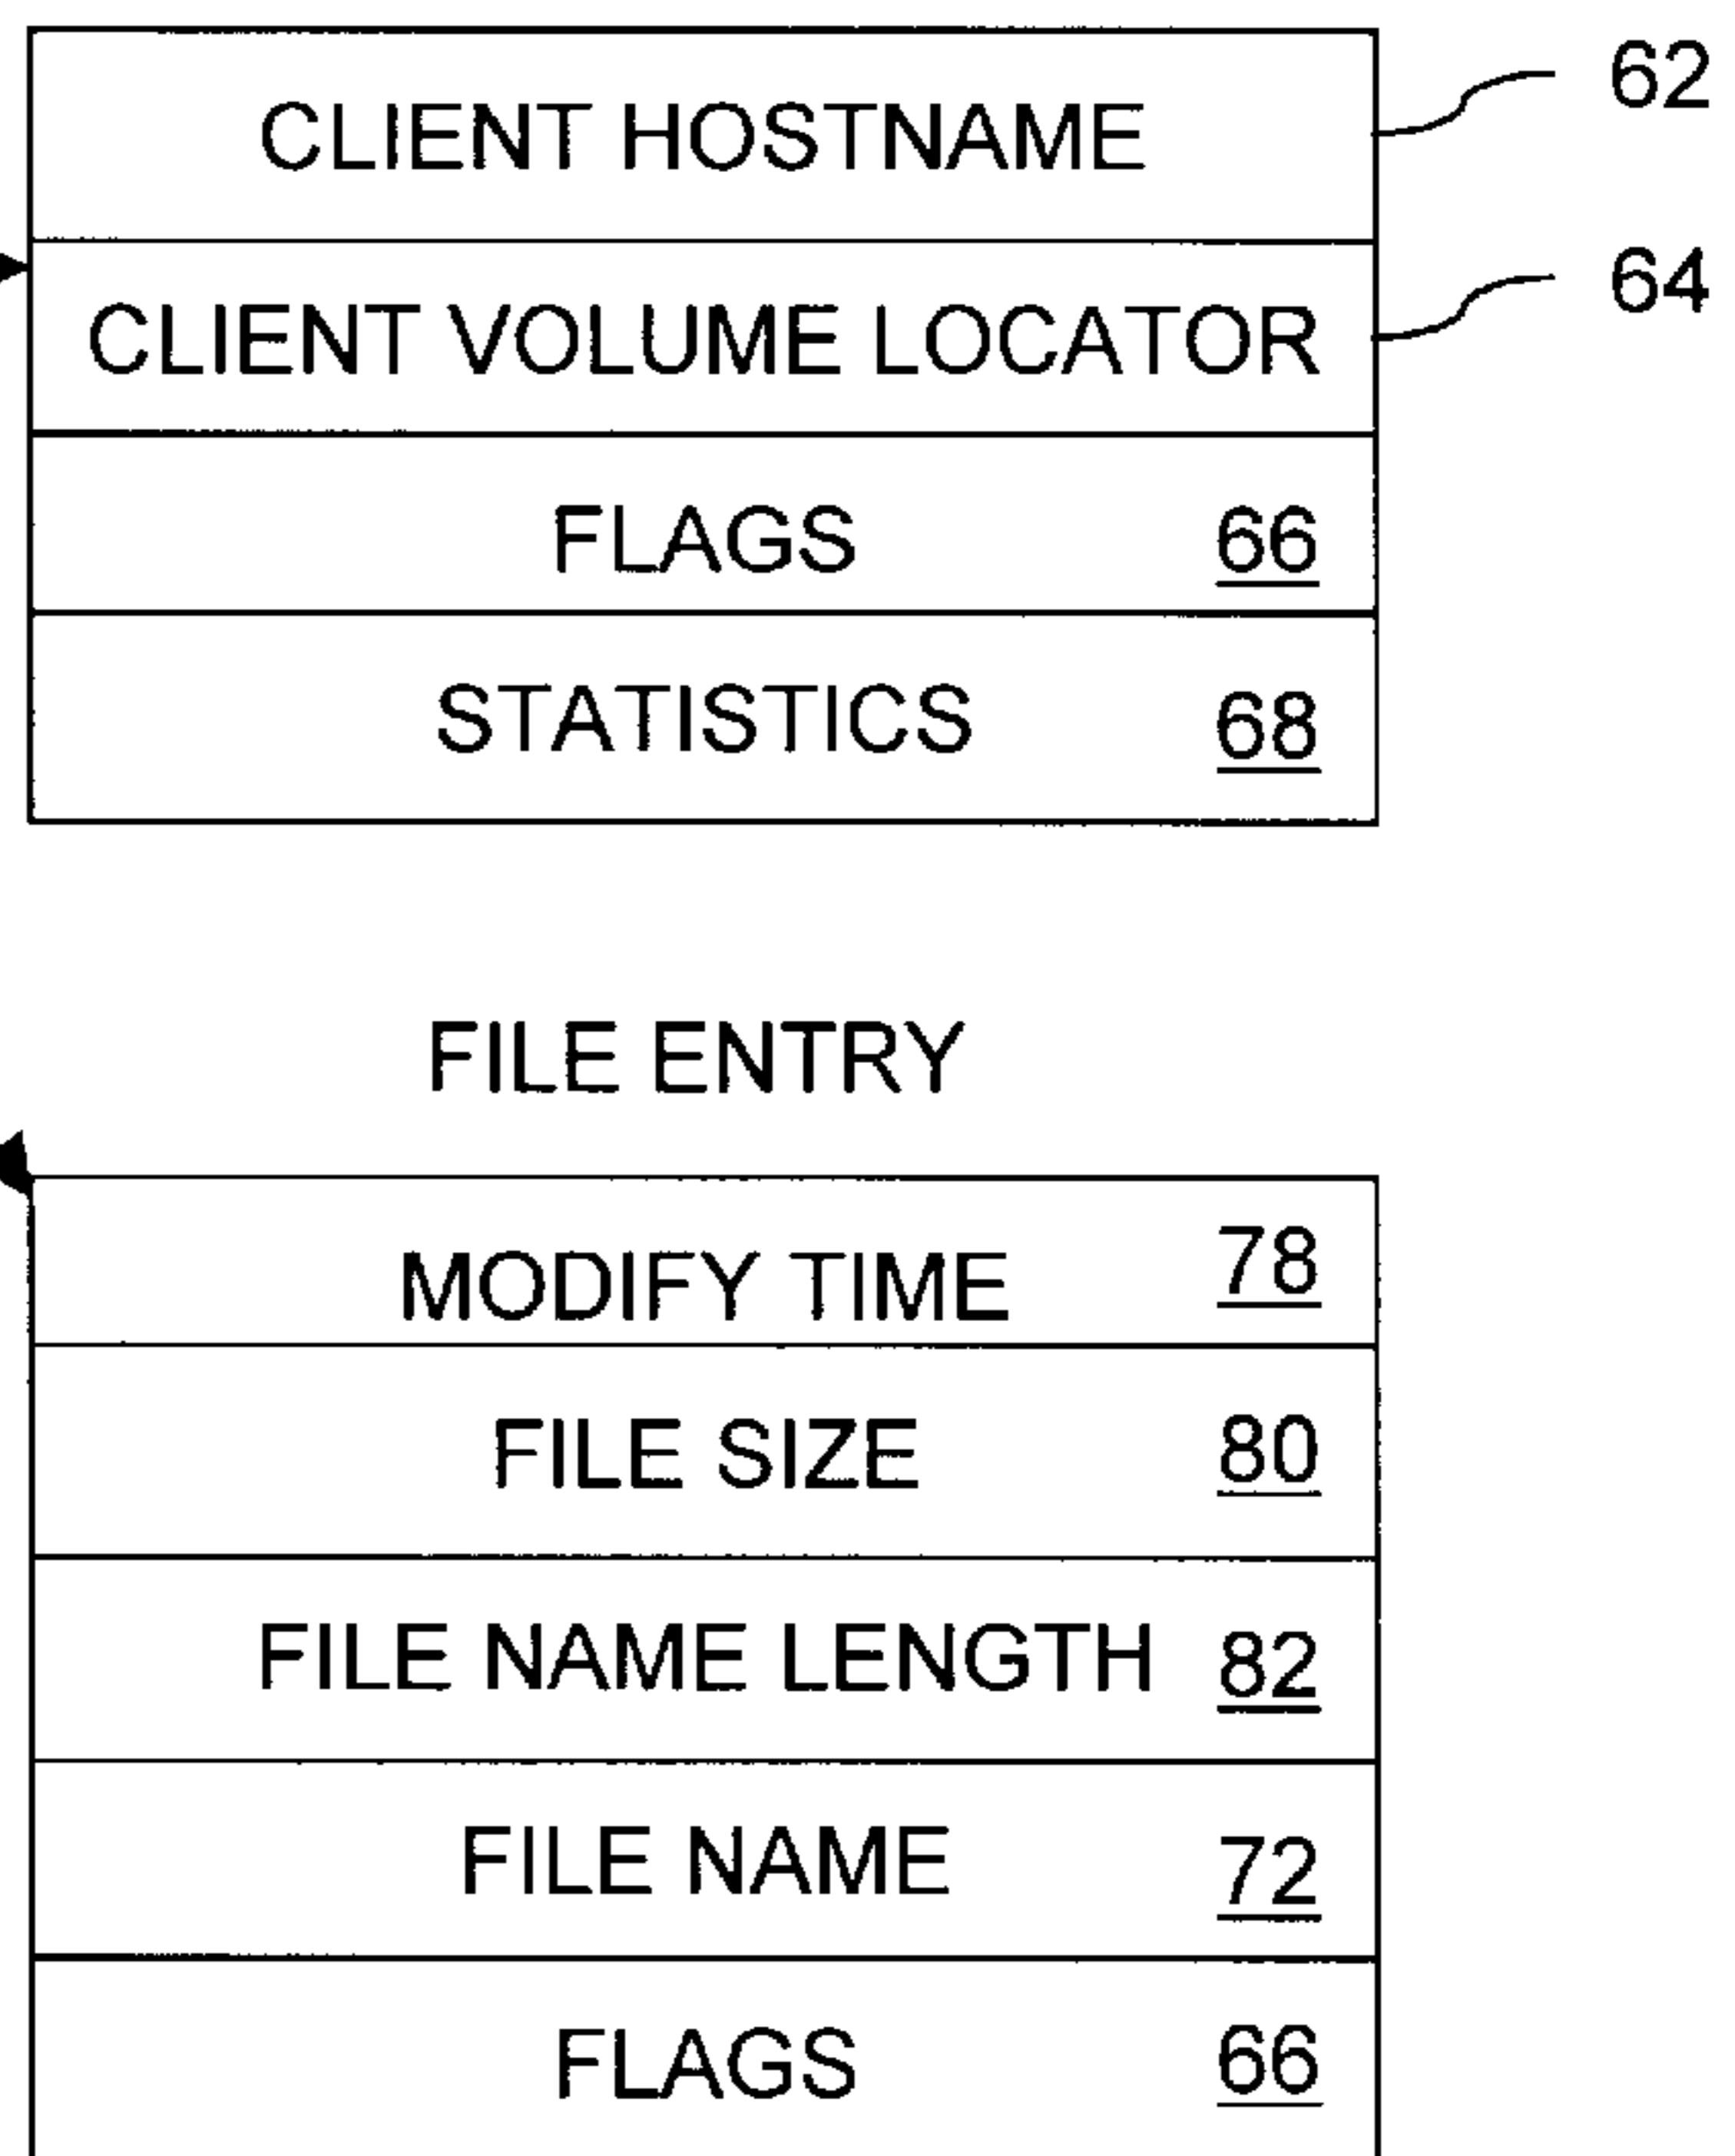 CLIENT HOSTNAME 62
CLIENT VOLUME LOCATOR 64
FLAGS 66
STATISTICS 68
FILE ENTRY
MODIFY TIME 78
FILE SIZE 80
FILE NAME LENGTH 82
FILE NAME 72
FLAGS 66